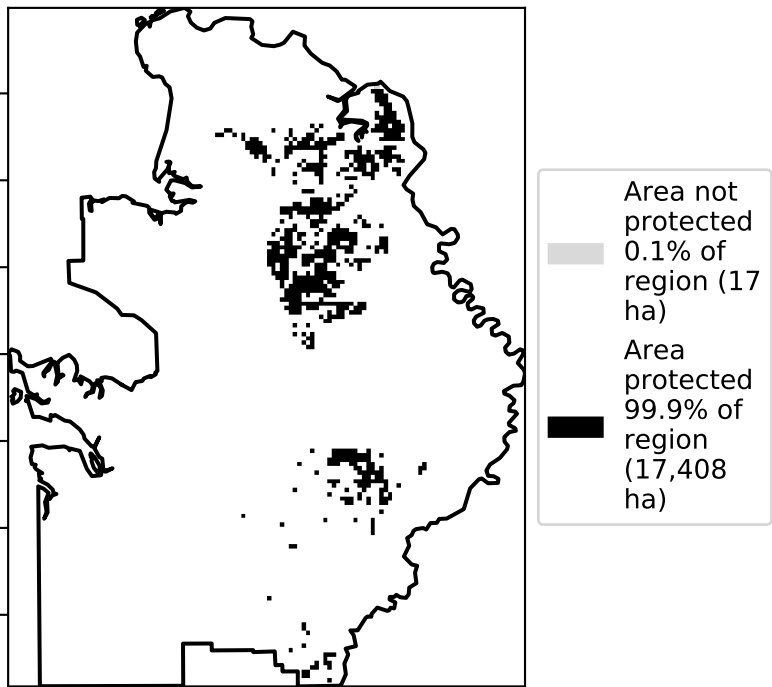 Area not
protected
0.1% of
region (17
ha)
Area
protected
99.9% of
region
(17,408
ha)